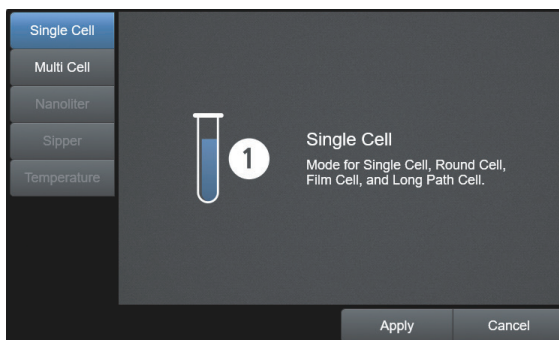 Single Cell
Multi Cell
Nanoliter
Sipper
Temperature
1
Single Cell
Mode for Single Cell, Round Cell,
Film Cell, and Long Path Cell.
Apply
Cancel